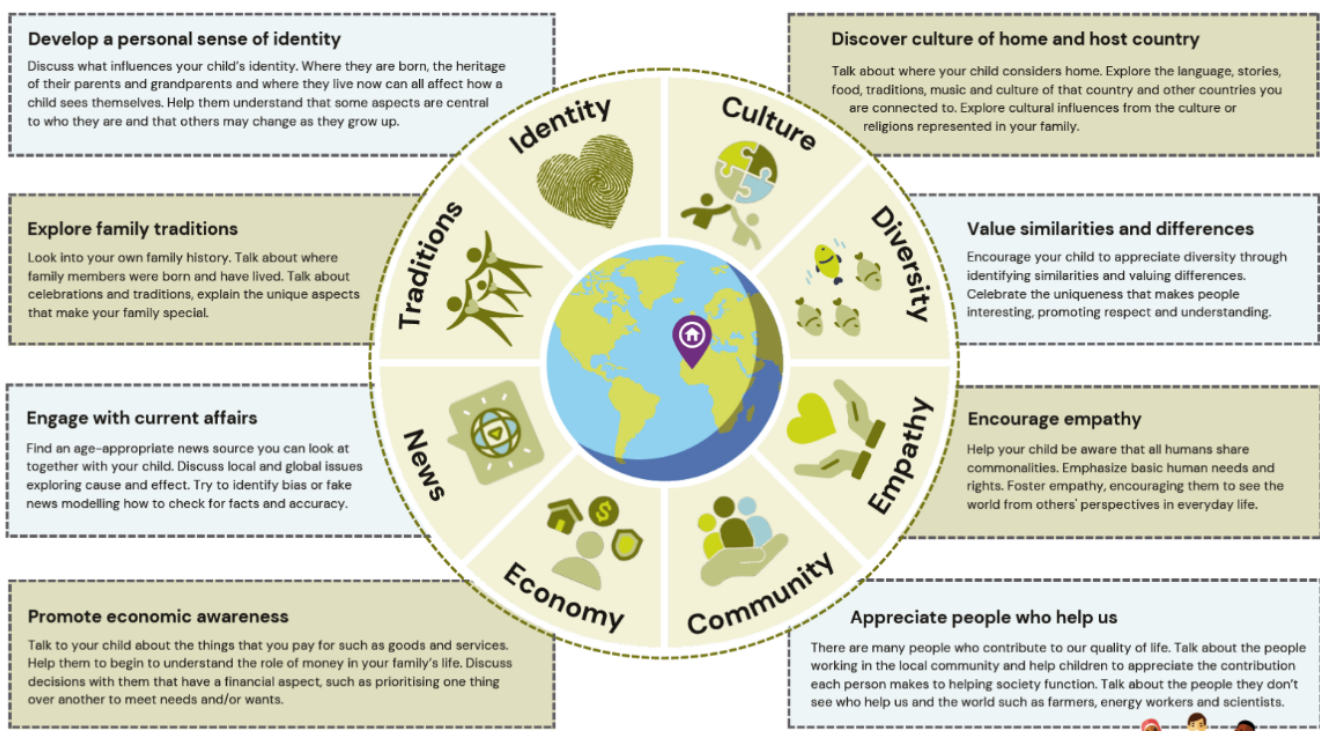 Develop a personal sense of identity
Discuss what influences your child's identity. Where they are born, the heritage
of their parents and grandparents and where they live now can all affect how a
child sees themselves. Help them understand that some aspects are central
to who they are and that others may change as they grow up.
Discover culture of home and host country
Talk about where your child considers home. Explore the language, stories,
food, traditions, music and culture of that country and other countries you
are connected to. Explore cultural influences from the culture or
religions represented in your family.
Explore family traditions
Look into your own family history. Talk about where
family members were born and have lived. Talk about
celebrations and traditions, explain the unique aspects
that make your family special.
Value similarities and differences
Encourage your child to appreciate diversity through
identifying similarities and valuing differences.
Celebrate the uniqueness that makes people
interesting, promoting respect and understanding.
Engage with current affairs
Find an age-appropriate news source you can look at
together with your child. Discuss local and global issues
exploring cause and effect. Try to identify bias or fake
news modelling how to check for facts and accuracy.
Encourage empathy
Help your child be aware that all humans share
commonalities. Emphasize basic human needs and
rights. Foster empathy, encouraging them to see the
world from others' perspectives in everyday life.
Promote economic awareness
Talk to your child about the things that you pay for such as goods and services.
Help them to begin to understand the role of money in your family's life. Discuss
decisions with them that have a financial aspect, such as prioritising one thing
over another to meet needs and/or wants.
Appreciate people who help us
There are many people who contribute to our quality of life. Talk about the people
working in the local community and help children to appreciate the contribution
each person makes to helping society function. Talk about the people they don't
see who help us and the world such as farmers, energy workers and scientists.
Identity
Culture
Diversity
Empathy
Community
Economy
$
News
Traditions